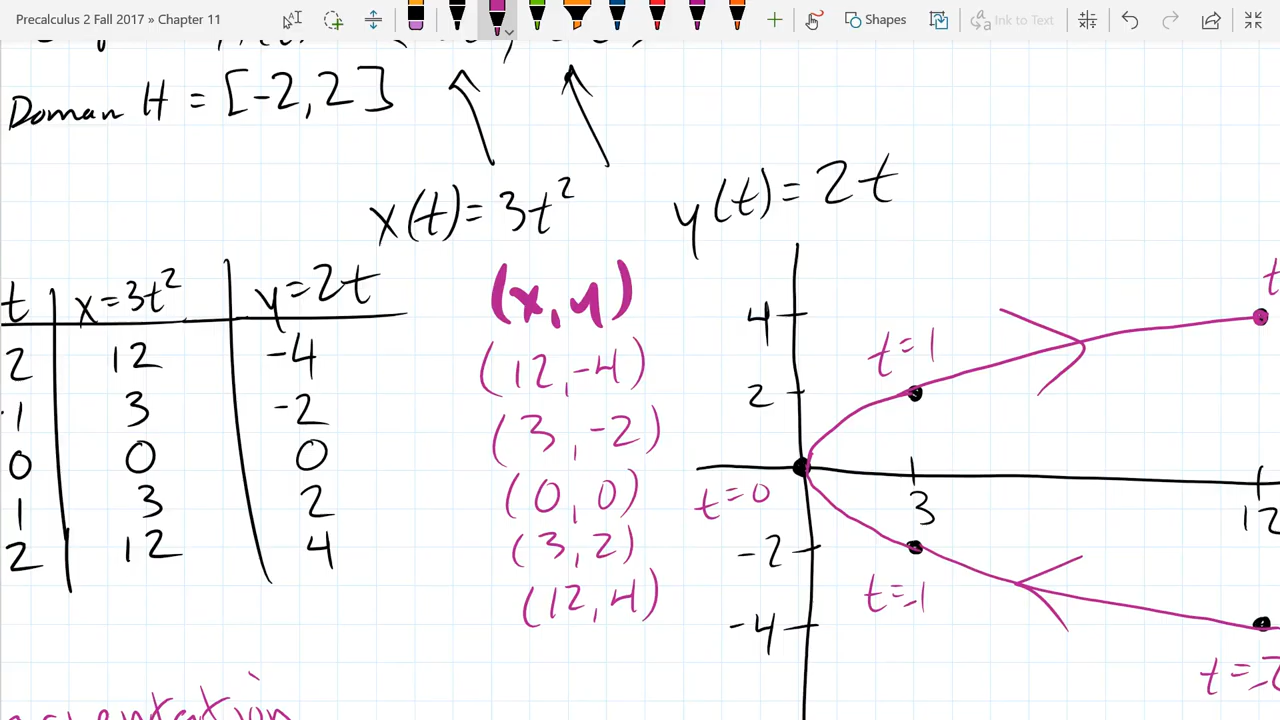 Precalculus 2 Fall 2017 » Chapter 11
Shapes
Ink to Text
Doman H = [-2,2]
x(t)=3t² y(t)=2t
t x=3t² y=2t (x,y)
2 12 -4 (12,-4)
-1 3 -2 (3,-2)
0 0 0 (0,0)
1 3 2 (3,2)
2 12 4 (12,4)
4
t=1
2
t=0
3
12
-2
t=-1
-4
t=-2
t